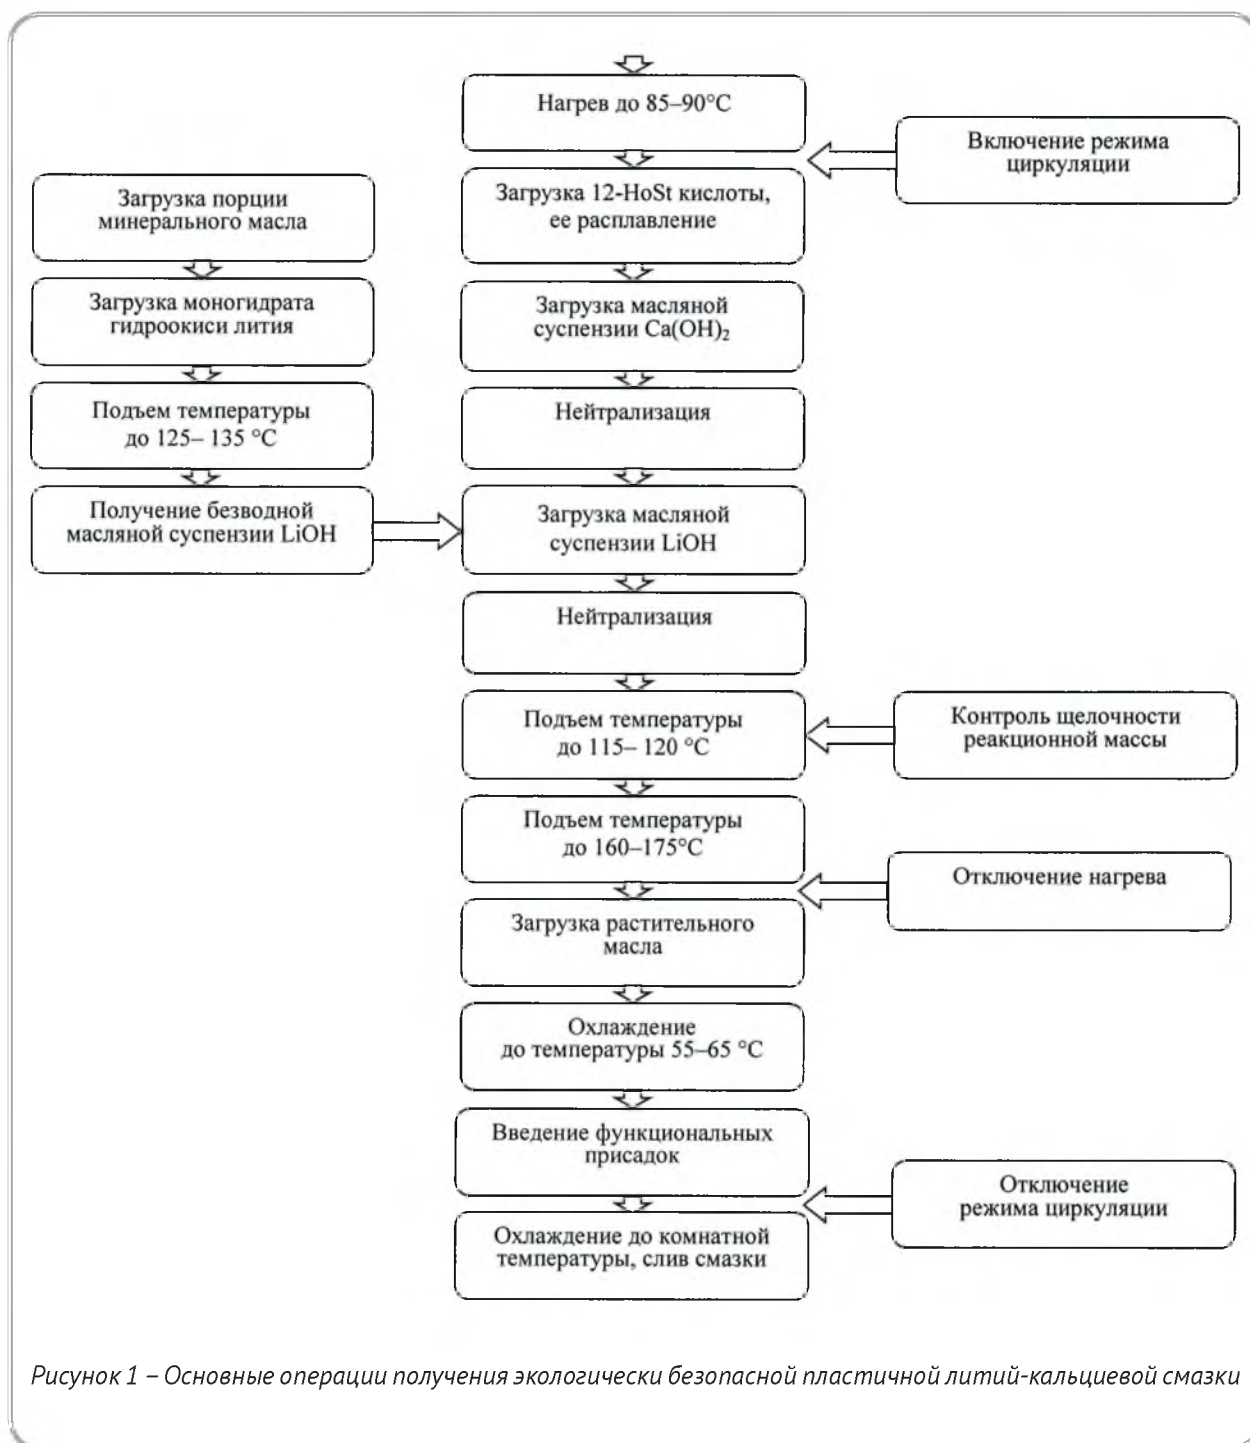 Нагрев до 85–90°С
Включение режима
циркуляции
Загрузка порции
минерального масла
Загрузка 12-HoSt кислоты,
ее расплавление
Загрузка моногидрата
гидроокиси лития
Загрузка масляной
суспензии Ca(OH)₂
Подъем температуры
до 125– 135 °С
Нейтрализация
Получение безводной
масляной суспензии LiOH
Загрузка масляной
суспензии LiOH
Нейтрализация
Подъем температуры
до 115– 120 °С
Контроль щелочности
реакционной массы
Подъем температуры
до 160–175°С
Отключение нагрева
Загрузка растительного
масла
Охлаждение
до температуры 55–65 °С
Введение функциональных
присадок
Отключение
режима циркуляции
Охлаждение до комнатной
температуры, слив смазки
Рисунок 1 – Основные операции получения экологически безопасной пластичной литий-кальциевой смазки